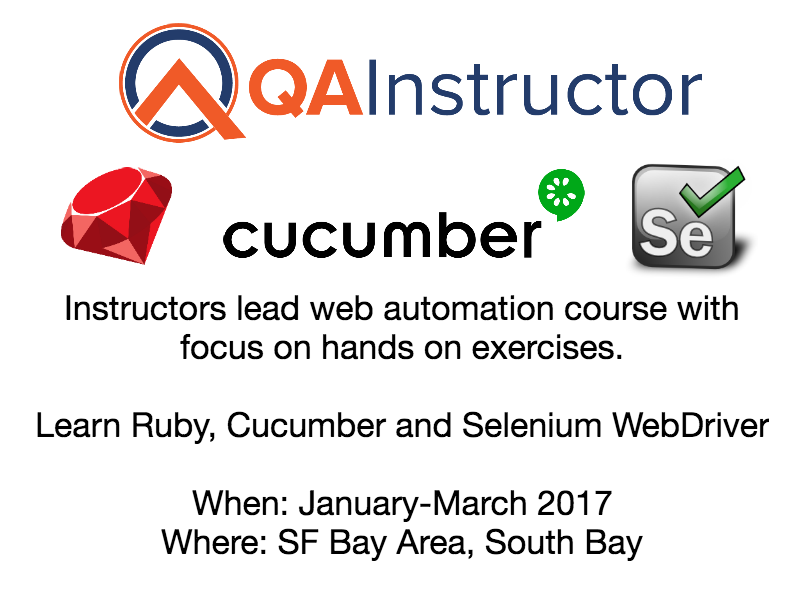 QAInstructor
cucumber
Se
Instructors lead web automation course with
focus on hands on exercises.
Learn Ruby, Cucumber and Selenium WebDriver
When: January-March 2017
Where: SF Bay Area, South Bay